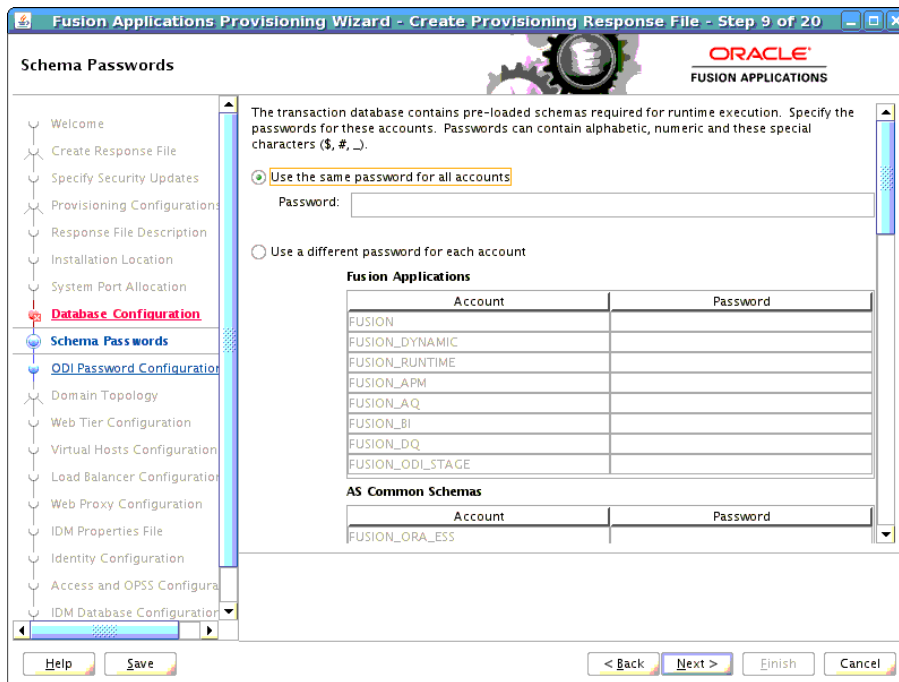 Fusion Applications Provisioning Wizard - Create Provisioning Response File - Step 9 of 20
Schema Passwords
ORACLE
FUSION APPLICATIONS
Welcome
Create Response File
Specify Security Updates
Provisioning Configurations
Response File Description
Installation Location
System Port Allocation
Database Configuration
Schema Passwords
ODI Password Configuration
Domain Topology
Web Tier Configuration
Virtual Hosts Configuration
Load Balancer Configuration
Web Proxy Configuration
IDM Properties File
Identity Configuration
Access and OPSS Configura
IDM Database Configuration
The transaction database contains pre-loaded schemas required for runtime execution. Specify the
passwords for these accounts. Passwords can contain alphabetic, numeric and these special
characters ($, #, _).
Use the same password for all accounts
Password:
Use a different password for each account
Fusion Applications
Account Password
FUSION
FUSION_DYNAMIC
FUSION_RUNTIME
FUSION_APM
FUSION_AQ
FUSION_BI
FUSION_DQ
FUSION_ODI_STAGE
AS Common Schemas
Account Password
FUSION_ORA_ESS
Help Save < Back Next > Finish Cancel